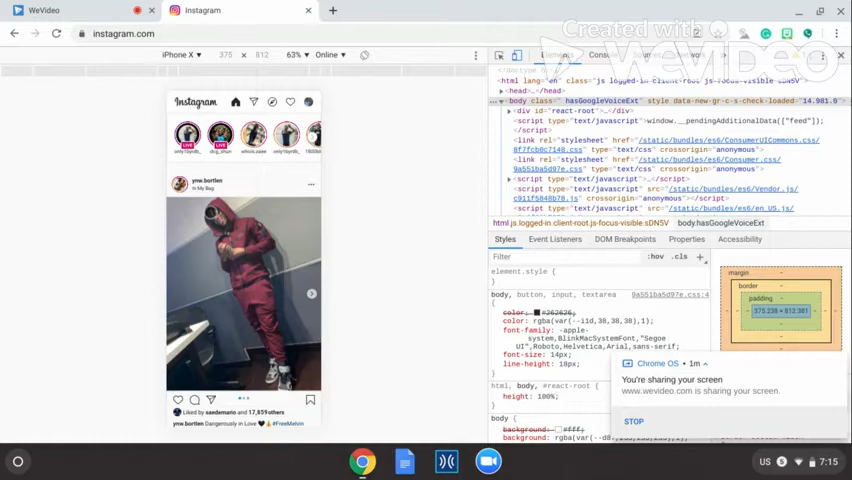 WeVideo
Instagram
Created with
WeVideo
instagram.com
iPhone X 375 × 812 63% Online
Elements
<html lang="en" class="js logged-in client-root js-focus-visible sDN5V">
<head>…</head>
<body class=" hasGoogleVoiceExt" style data-new-gr-c-s-check-loaded="14.981.0">
<div id="react-root">…</div>
<script type="text/javascript">window.__pendingAdditionalData(["feed"]);
</script>
<link rel="stylesheet" href="/static/bundles/es6/ConsumerUICommons.css/
8f7fcb0c7148.css" type="text/css" crossorigin="anonymous">
<link rel="stylesheet" href="/static/bundles/es6/Consumer.css/
9a551ba5d97e.css" type="text/css" crossorigin="anonymous">
<script type="text/javascript">…</script>
<script type="text/javascript" src="/static/bundles/es6/Vendor.js/
c911f5848b78.js" crossorigin="anonymous"></script>
<script type="text/javascript" src="/static/bundles/es6/en_US.js/
html.js.logged-in.client-root.js-focus-visible.sDN5V body.hasGoogleVoiceExt
Styles Event Listeners DOM Breakpoints Properties Accessibility
Filter :hov .cls +
element.style {
}
body, button, input, textarea 9a551ba5d97e.css:4
{
color: #262626;
color: rgba(var(--i1d,38,38,38),1);
font-family: -apple-
system,BlinkMacSystemFont,"Segoe
UI",Roboto,Helvetica,Arial,sans-serif;
font-size: 14px;
line-height: 18px;
}
html, body, #react-root
height: 100%;
}
body {
background: #fff;
margin
border
padding
375.238 × 812.381
Instagram
LIVE
LIVE
whois.zaee
ynw.bortlen
In My Bag
Liked by saedemario and 17,859 others
ynw.bortlen Dangerously in Love 🖤 #FreeMelvin
Chrome OS • 1m
You're sharing your screen
www.wevideo.com is sharing your screen.
STOP
US 7:15